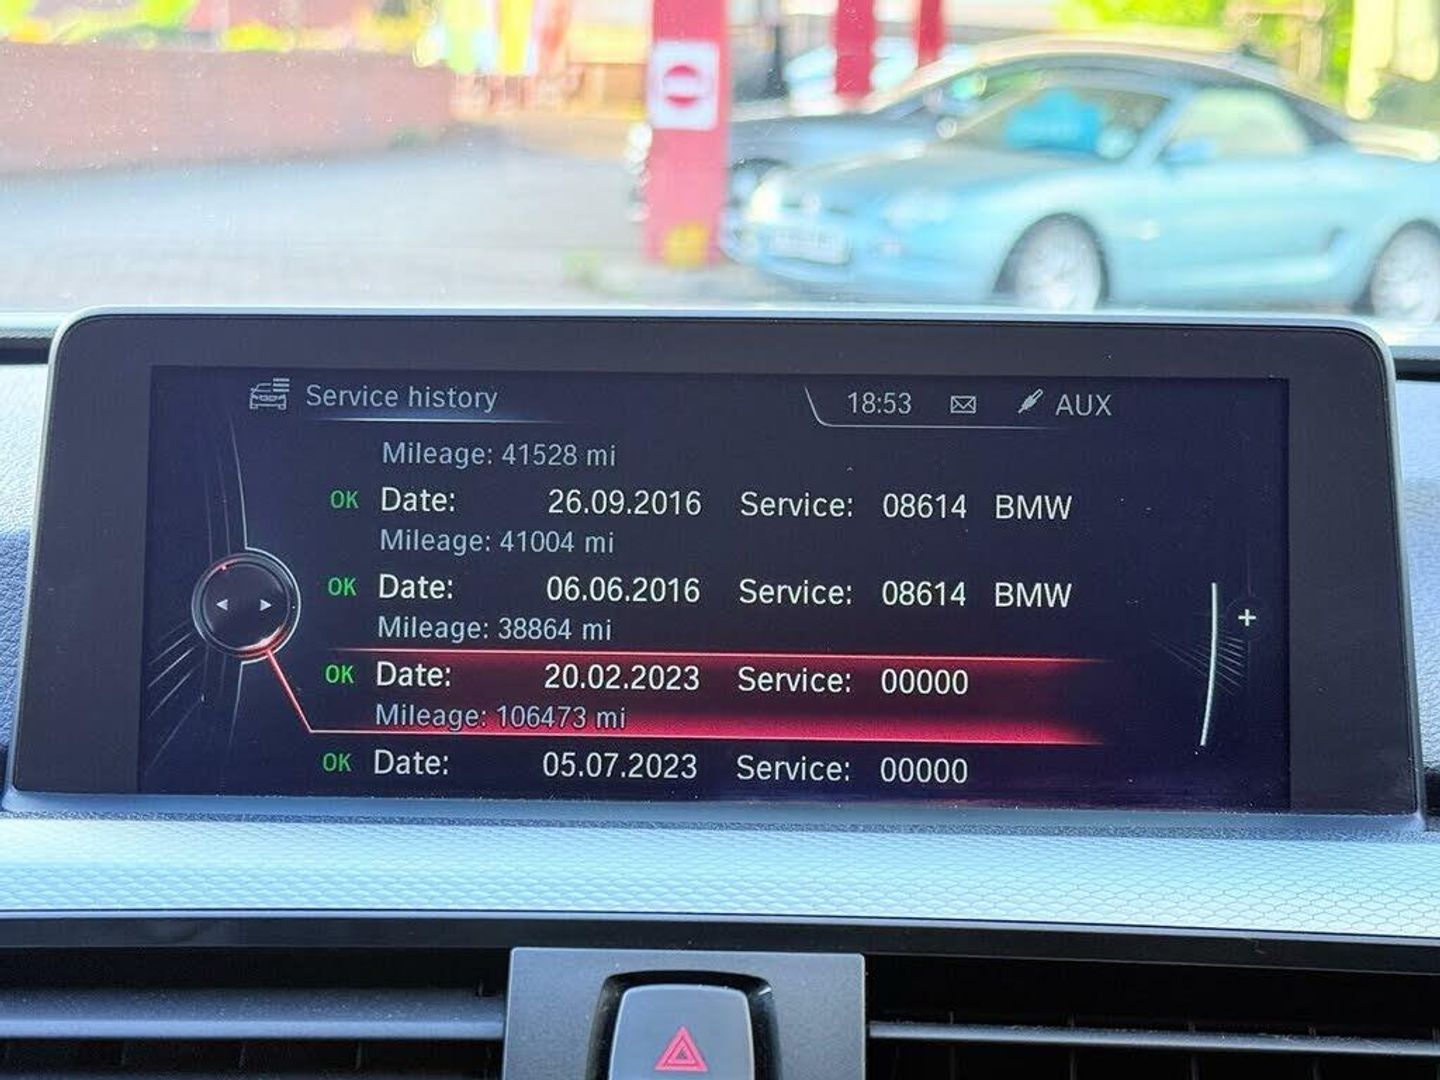 Service history
18:53 AUX
Mileage: 41528 mi
OK Date: 26.09.2016 Service: 08614 BMW
Mileage: 41004 mi
OK Date: 06.06.2016 Service: 08614 BMW
Mileage: 38864 mi
OK Date: 20.02.2023 Service: 00000
Mileage: 106473 mi
OK Date: 05.07.2023 Service: 00000
+